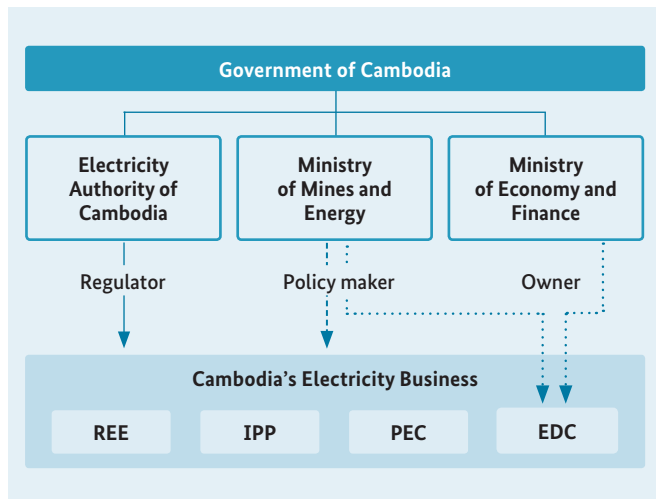 Government of Cambodia
Electricity
Authority of
Cambodia
Ministry
of Mines and
Energy
Ministry
of Economy and
Finance
Regulator
Policy maker
Owner
Cambodia’s Electricity Business
REE
IPP
PEC
EDC